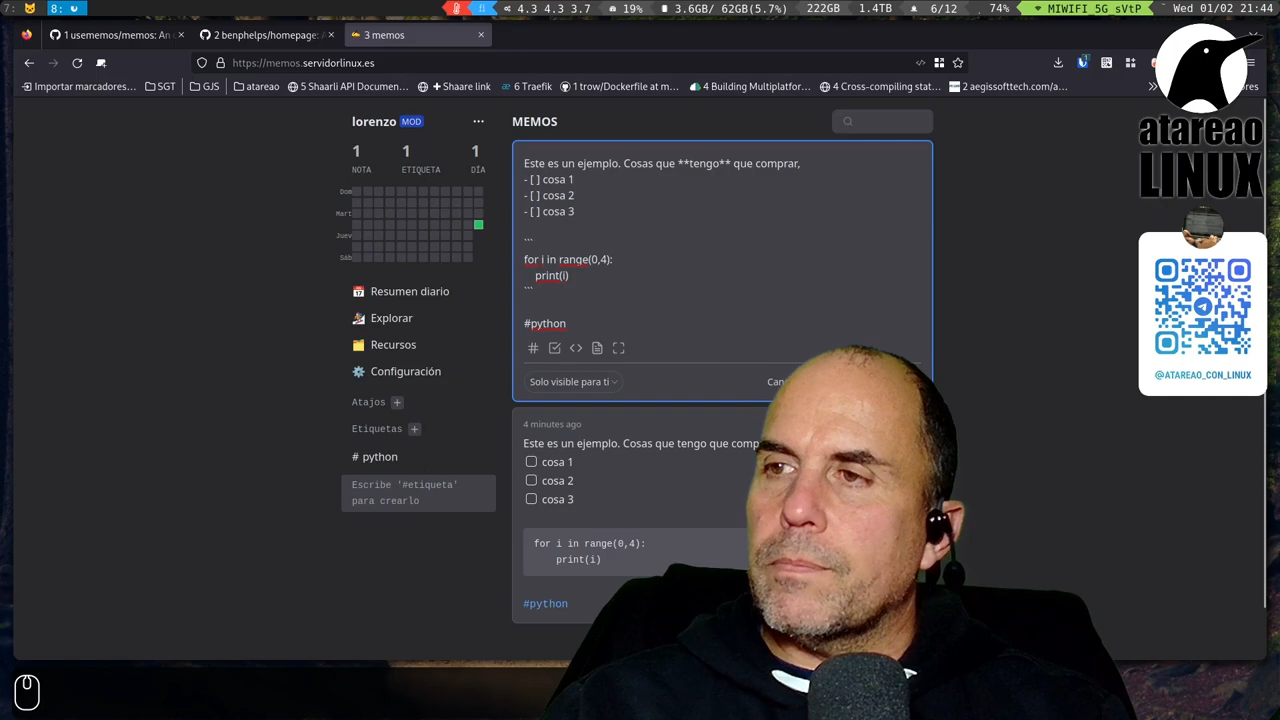 7:
8:
4.3 4.3 3.7
19%
3.6GB/ 62GB(5.7%)
222GB
1.4TB
6/12
74%
MIWIFI 5G sVtP
Wed 01/02
21:44
1 usememos/memos: An
2 benphelps/homepage: A
3 memos
https://memos.servidorlinux.es
Importar marcadores…
SGT
GJS
atareao
5 Shaarli API Documen…
✚ Shaare link
6 Traefik
1 trow/Dockerfile at m…
4 Building Multiplatfor…
4 Cross-compiling stat…
2 aegissofttech.com/a…
lorenzo MOD
1
1
1
NOTA
ETIQUETA
DÍA
Dom
Mart
Juev
Sáb
Resumen diario
Explorar
Recursos
Configuración
Atajos +
Etiquetas +
# python
Escribe '#etiqueta'
para crearlo
MEMOS
Este es un ejemplo. Cosas que **tengo** que comprar,
- [ ] cosa 1
- [ ] cosa 2
- [ ] cosa 3
```
for i in range(0,4):
print(i)
```
#python
Solo visible para ti
4 minutes ago
Este es un ejemplo. Cosas que tengo que
cosa 1
cosa 2
cosa 3
for i in range(0,4):
print(i)
#python
atareao
LINUX
@ATAREAO_CON_LINUX